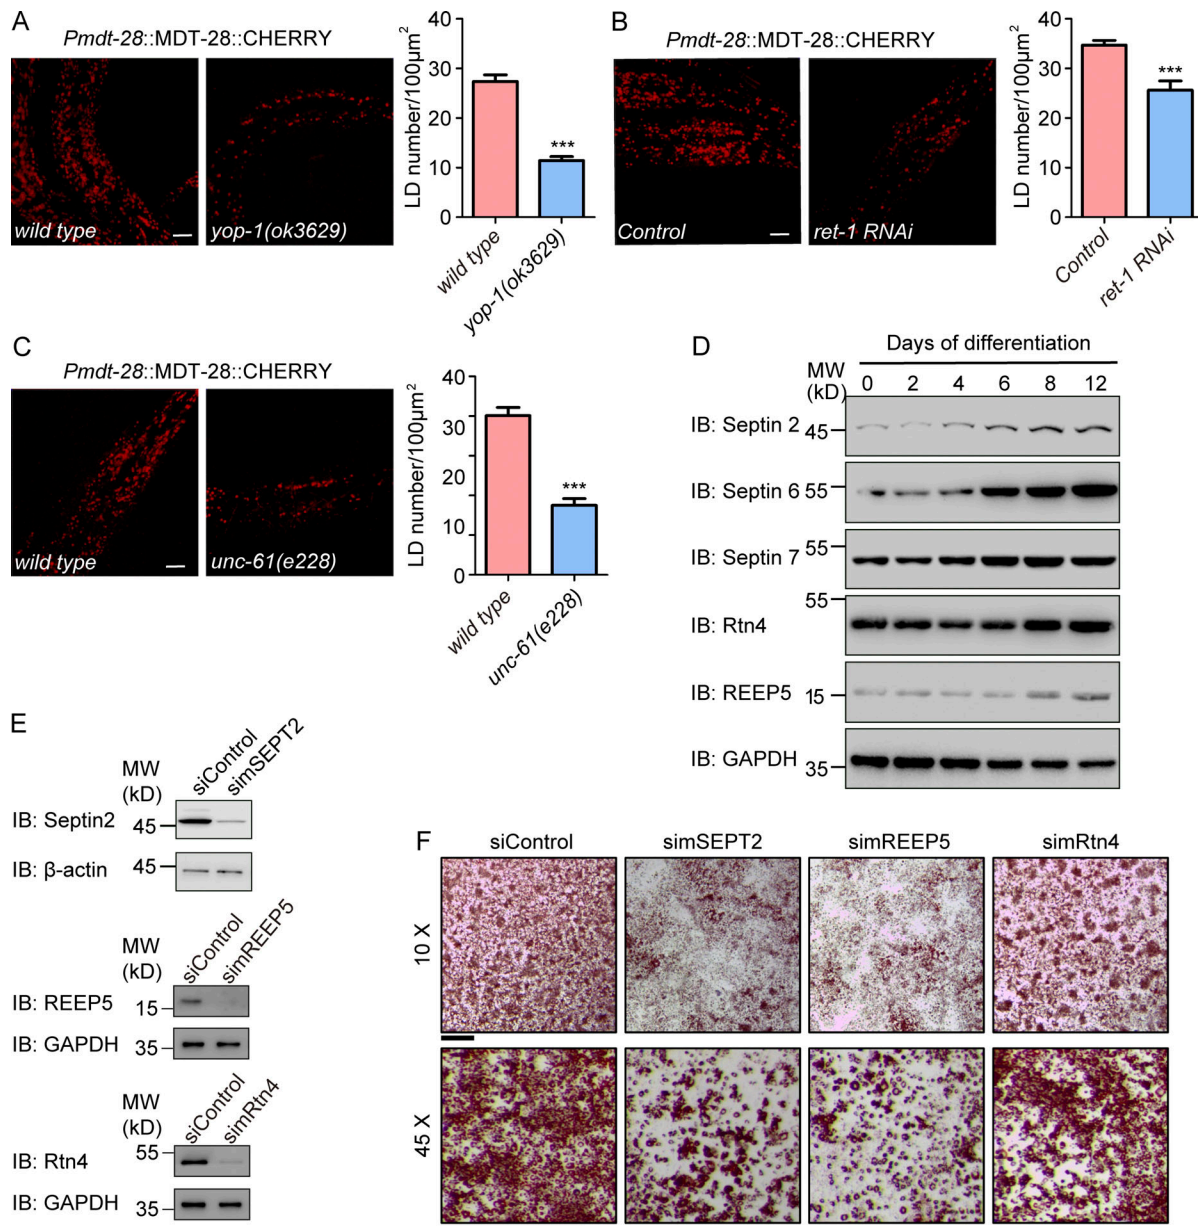 A
Pmdt-28::MDT-28::CHERRY
wild type
yop-1(ok3629)
LD number/100µm²
40
30
20
10
0
***
wild type
yop-1(ok3629)
B
Pmdt-28::MDT-28::CHERRY
Control
ret-1 RNAi
LD number/100µm²
40
30
20
10
0
***
Control
ret-1 RNAi
C
Pmdt-28::MDT-28::CHERRY
wild type
unc-61(e228)
LD number/100µm²
40
30
20
10
0
***
wild type
unc-61(e228)
D
Days of differentiation
MW
(kD)
0 2 4 6 8 12
IB: Septin 2
45
IB: Septin 6
55
IB: Septin 7
55
IB: Rtn4
55
IB: REEP5
15
IB: GAPDH
35
E
MW
(kD)
siControl
simSEPT2
IB: Septin2
45
IB: β-actin
45
MW
(kD)
siControl
simREEP5
IB: REEP5
15
IB: GAPDH
35
MW
(kD)
siControl
simRtn4
IB: Rtn4
55
IB: GAPDH
35
F
siControl simSEPT2 simREEP5 simRtn4
10 X
45 X